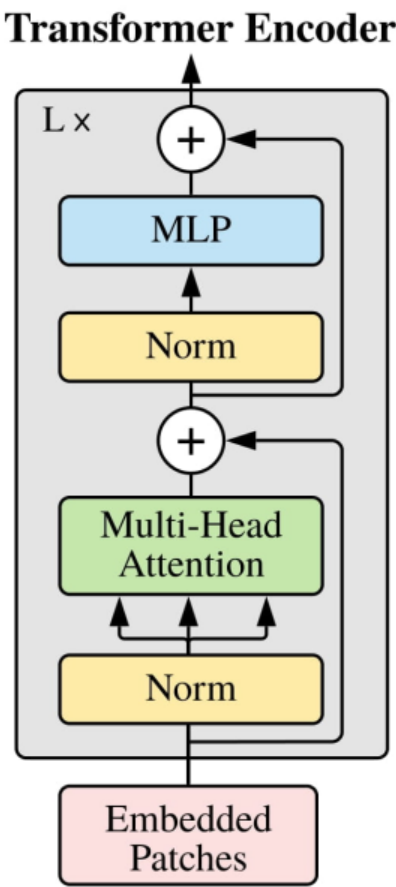 Transformer Encoder
L ×
+
MLP
Norm
+
Multi-Head
Attention
Norm
Embedded
Patches